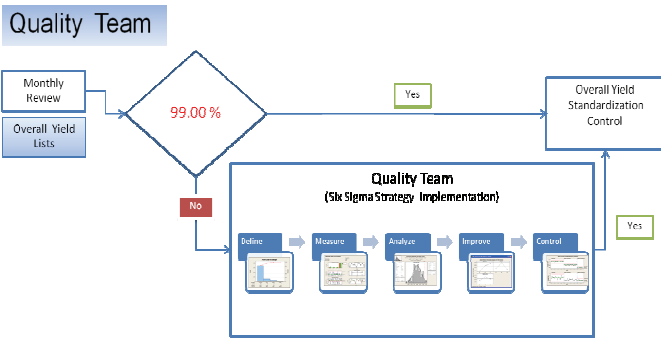 Quality Team
Monthly
Review
Overall Yield
Lists
99.00 %
Yes
Overall Yield
Standardization
Control
No
Quality Team
(Six Sigma Strategy Implementation)
Define
Measure
Analyze
Improve
Control
Yes